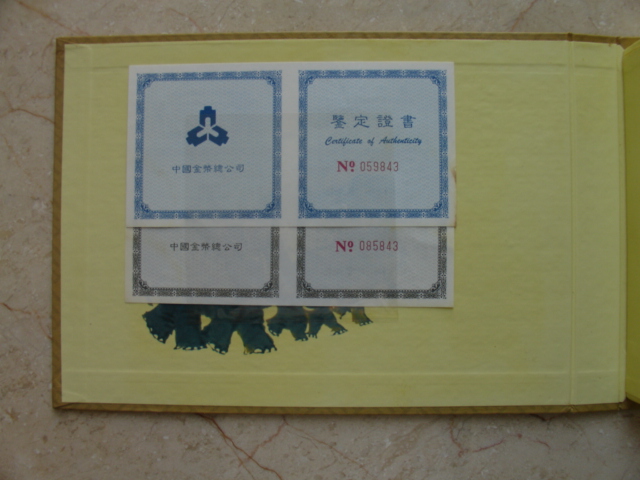 中國金幣總公司
鑒定證書
Certificate of Authenticity
Nº 059843
中國金幣總公司
Nº 085843